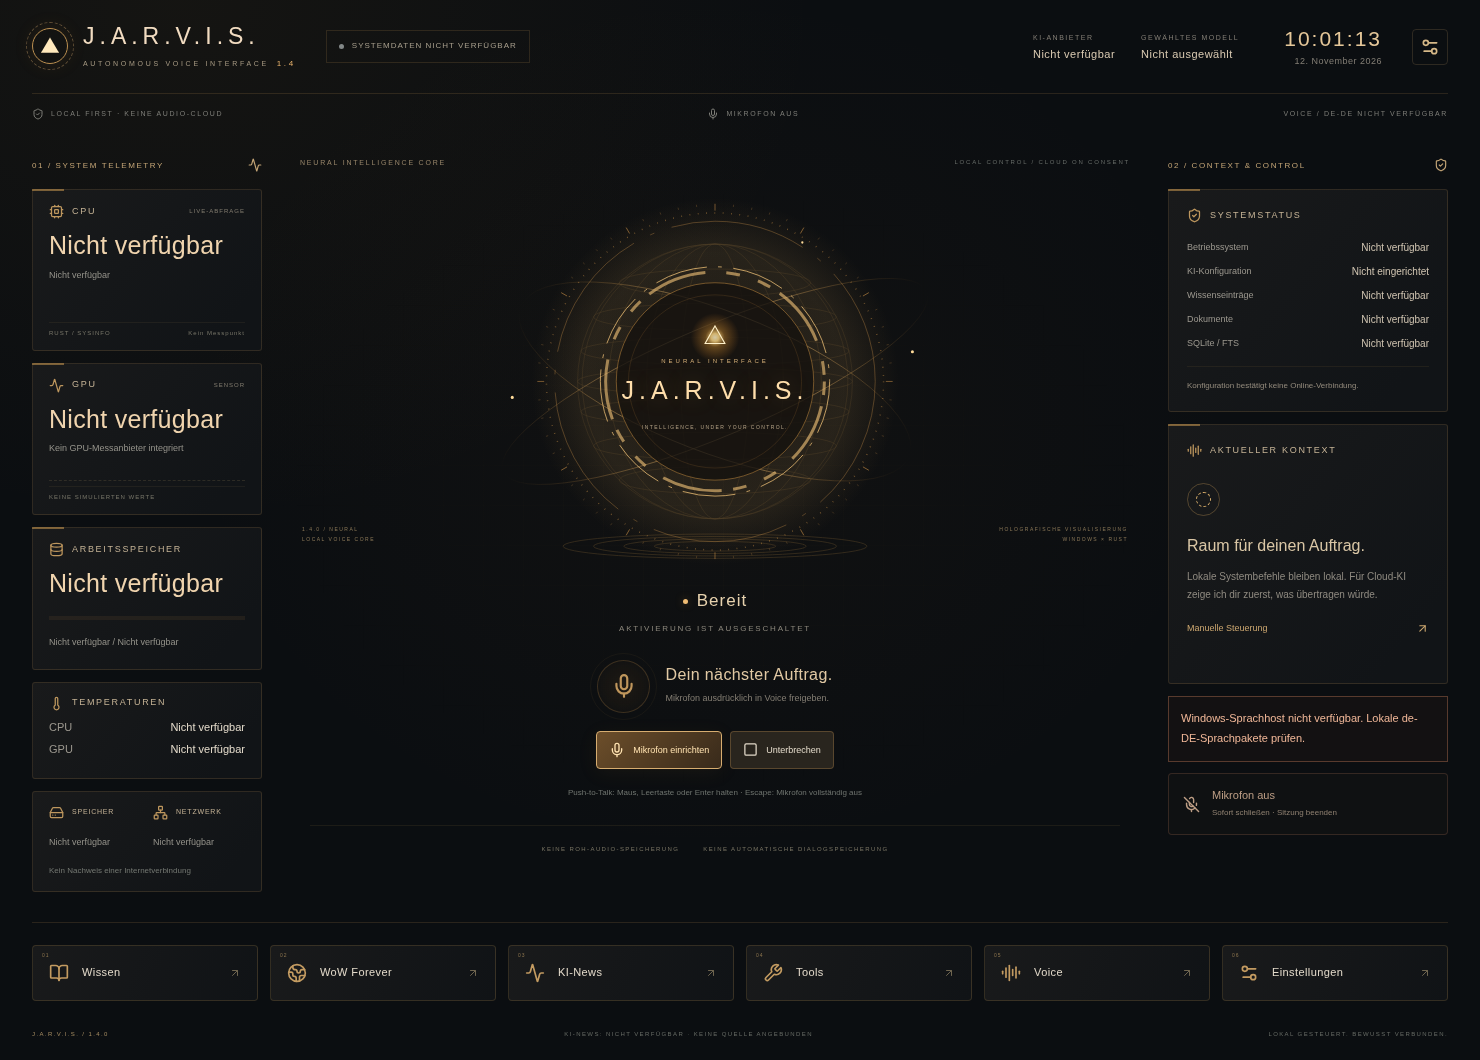 J.A.R.V.I.S.
AUTONOMOUS VOICE INTERFACE 1.4
SYSTEMDATEN NICHT VERFÜGBAR
KI-ANBIETER
Nicht verfügbar
GEWÄHLTES MODELL
Nicht ausgewählt
10:01:13
12. November 2026
LOCAL FIRST · KEINE AUDIO-CLOUD
MIKROFON AUS
VOICE / DE-DE NICHT VERFÜGBAR
01 / SYSTEM TELEMETRY
CPU
LIVE-ABFRAGE
Nicht verfügbar
Nicht verfügbar
RUST / SYSINFO
Kein Messpunkt
GPU
SENSOR
Nicht verfügbar
Kein GPU-Messanbieter integriert
KEINE SIMULIERTEN WERTE
ARBEITSSPEICHER
Nicht verfügbar
Nicht verfügbar / Nicht verfügbar
TEMPERATUREN
CPU Nicht verfügbar
GPU Nicht verfügbar
SPEICHER
Nicht verfügbar
NETZWERK
Nicht verfügbar
Kein Nachweis einer Internetverbindung
NEURAL INTELLIGENCE CORE
LOCAL CONTROL / CLOUD ON CONSENT
NEURAL INTERFACE
J.A.R.V.I.S.
INTELLIGENCE, UNDER YOUR CONTROL.
1.4.0 / NEURAL
LOCAL VOICE CORE
HOLOGRAFISCHE VISUALISIERUNG
WINDOWS × RUST
Bereit
AKTIVIERUNG IST AUSGESCHALTET
Dein nächster Auftrag.
Mikrofon ausdrücklich in Voice freigeben.
Mikrofon einrichten
Unterbrechen
Push-to-Talk: Maus, Leertaste oder Enter halten · Escape: Mikrofon vollständig aus
KEINE ROH-AUDIO-SPEICHERUNG
KEINE AUTOMATISCHE DIALOGSPEICHERUNG
02 / CONTEXT & CONTROL
SYSTEMSTATUS
Betriebssystem Nicht verfügbar
KI-Konfiguration Nicht eingerichtet
Wissenseinträge Nicht verfügbar
Dokumente Nicht verfügbar
SQLite / FTS Nicht verfügbar
Konfiguration bestätigt keine Online-Verbindung.
AKTUELLER KONTEXT
Raum für deinen Auftrag.
Lokale Systembefehle bleiben lokal. Für Cloud-KI
zeige ich dir zuerst, was übertragen würde.
Manuelle Steuerung
Windows-Sprachhost nicht verfügbar. Lokale de-
DE-Sprachpakete prüfen.
Mikrofon aus
Sofort schließen · Sitzung beenden
01
Wissen
02
WoW Forever
03
KI-News
04
Tools
05
Voice
06
Einstellungen
J.A.R.V.I.S. / 1.4.0
KI-NEWS: NICHT VERFÜGBAR · KEINE QUELLE ANGEBUNDEN.
LOKAL GESTEUERT. BEWUSST VERBUNDEN.